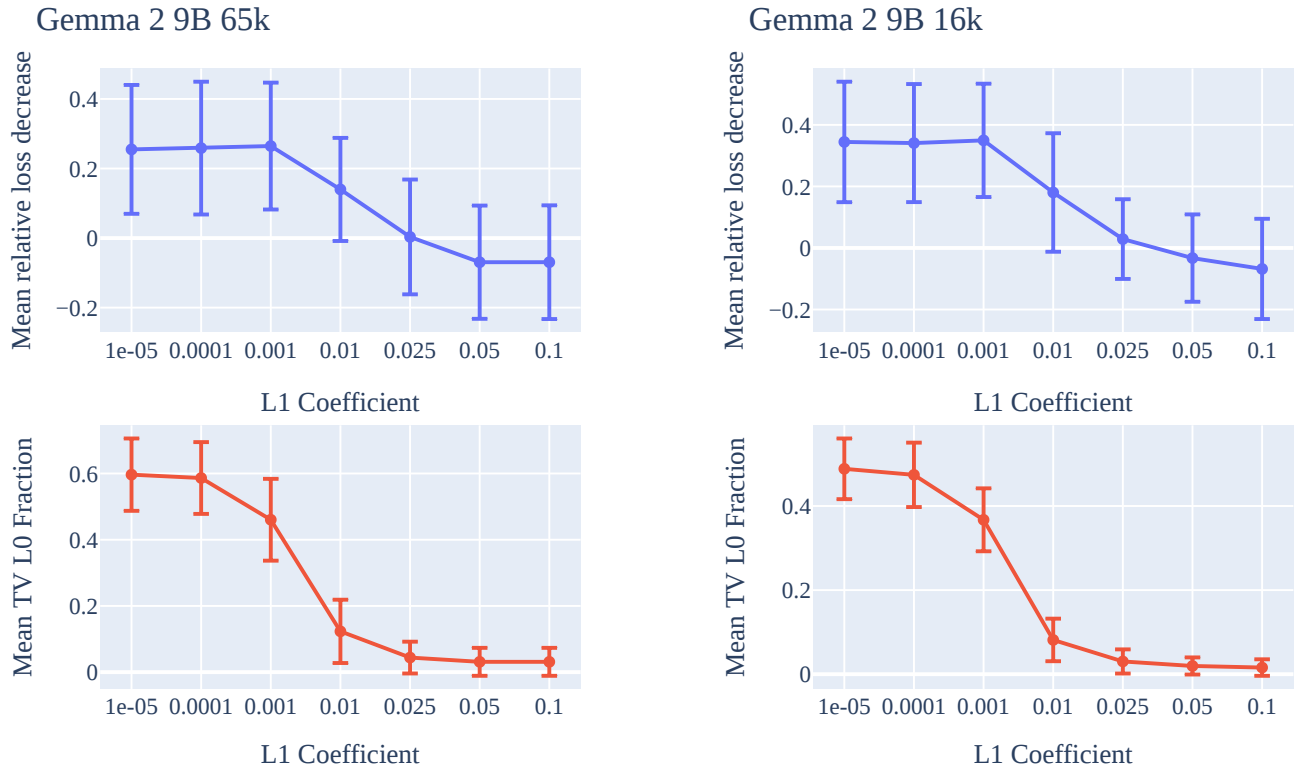 Gemma 2 9B 65k
Mean relative loss decrease
0.4
0.2
0
−0.2
1e-05 0.0001 0.001 0.01 0.025 0.05 0.1
L1 Coefficient
Gemma 2 9B 16k
Mean relative loss decrease
0.4
0.2
0
−0.2
1e-05 0.0001 0.001 0.01 0.025 0.05 0.1
L1 Coefficient
Mean TV L0 Fraction
0.6
0.4
0.2
0
1e-05 0.0001 0.001 0.01 0.025 0.05 0.1
L1 Coefficient
Mean TV L0 Fraction
0.4
0.2
0
1e-05 0.0001 0.001 0.01 0.025 0.05 0.1
L1 Coefficient